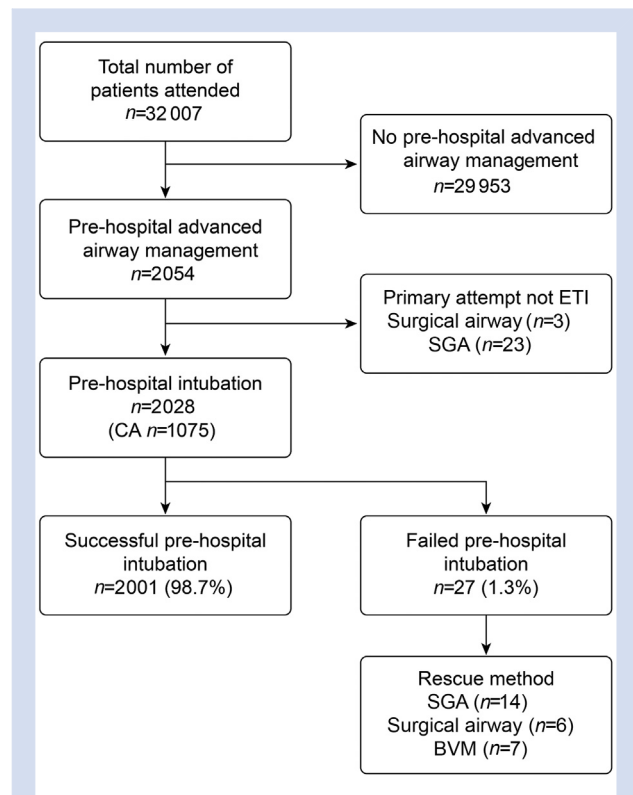 Total number of
patients attended
n=32 007
No pre-hospital advanced
airway management
n=29 953
Pre-hospital advanced
airway management
n=2054
Primary attempt not ETI
Surgical airway (n=3)
SGA (n=23)
Pre-hospital intubation
n=2028
(CA n=1075)
Successful pre-hospital
intubation
n=2001 (98.7%)
Failed pre-hospital
intubation
n=27 (1.3%)
Rescue method
SGA (n=14)
Surgical airway (n=6)
BVM (n=7)